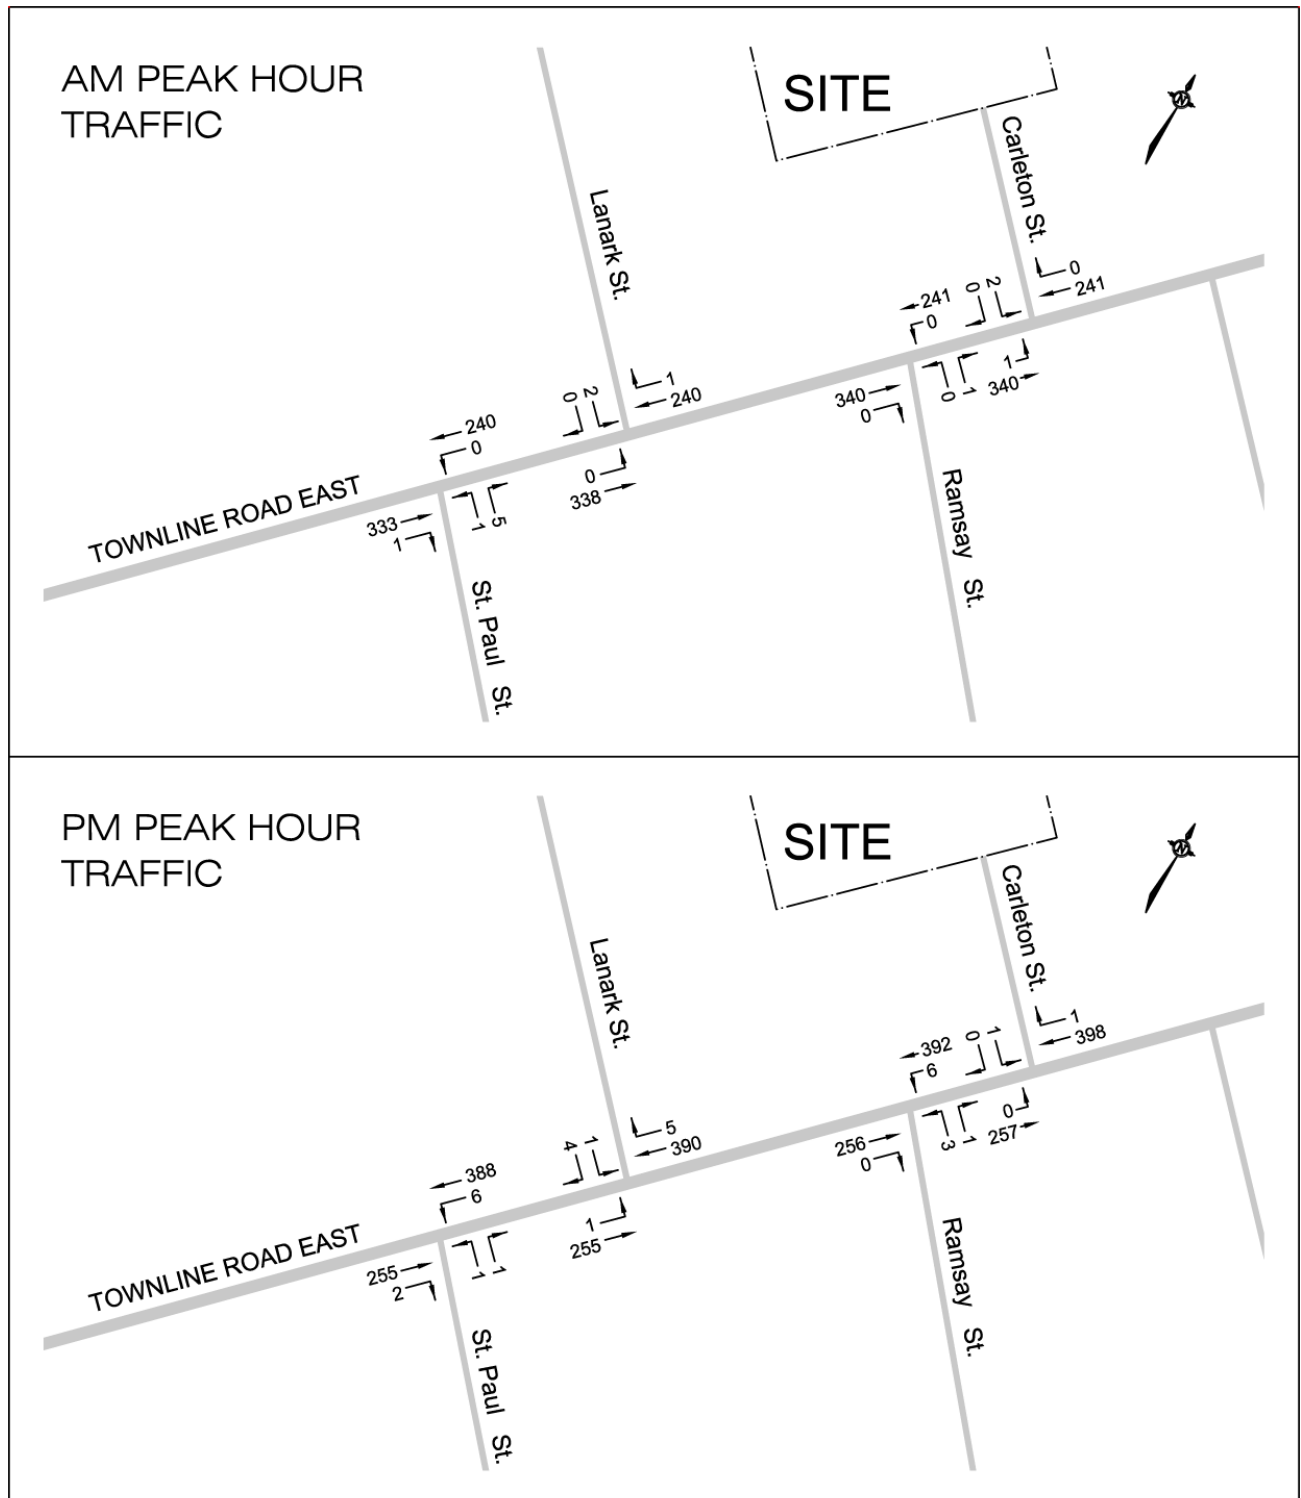 AM PEAK HOUR
TRAFFIC
SITE
Carleton St.
Lanark St.
0
241
0
2
241
0
1
240
0
2
240
0
340
0
0
1
1
340
0
338
333
1
1
5
TOWNLINE ROAD EAST
Ramsay St.
St. Paul St.
N
PM PEAK HOUR
TRAFFIC
SITE
Carleton St.
Lanark St.
1
398
0
1
392
6
5
390
4
1
388
6
256
0
3
1
0
257
1
255
255
2
1
1
TOWNLINE ROAD EAST
Ramsay St.
St. Paul St.
N